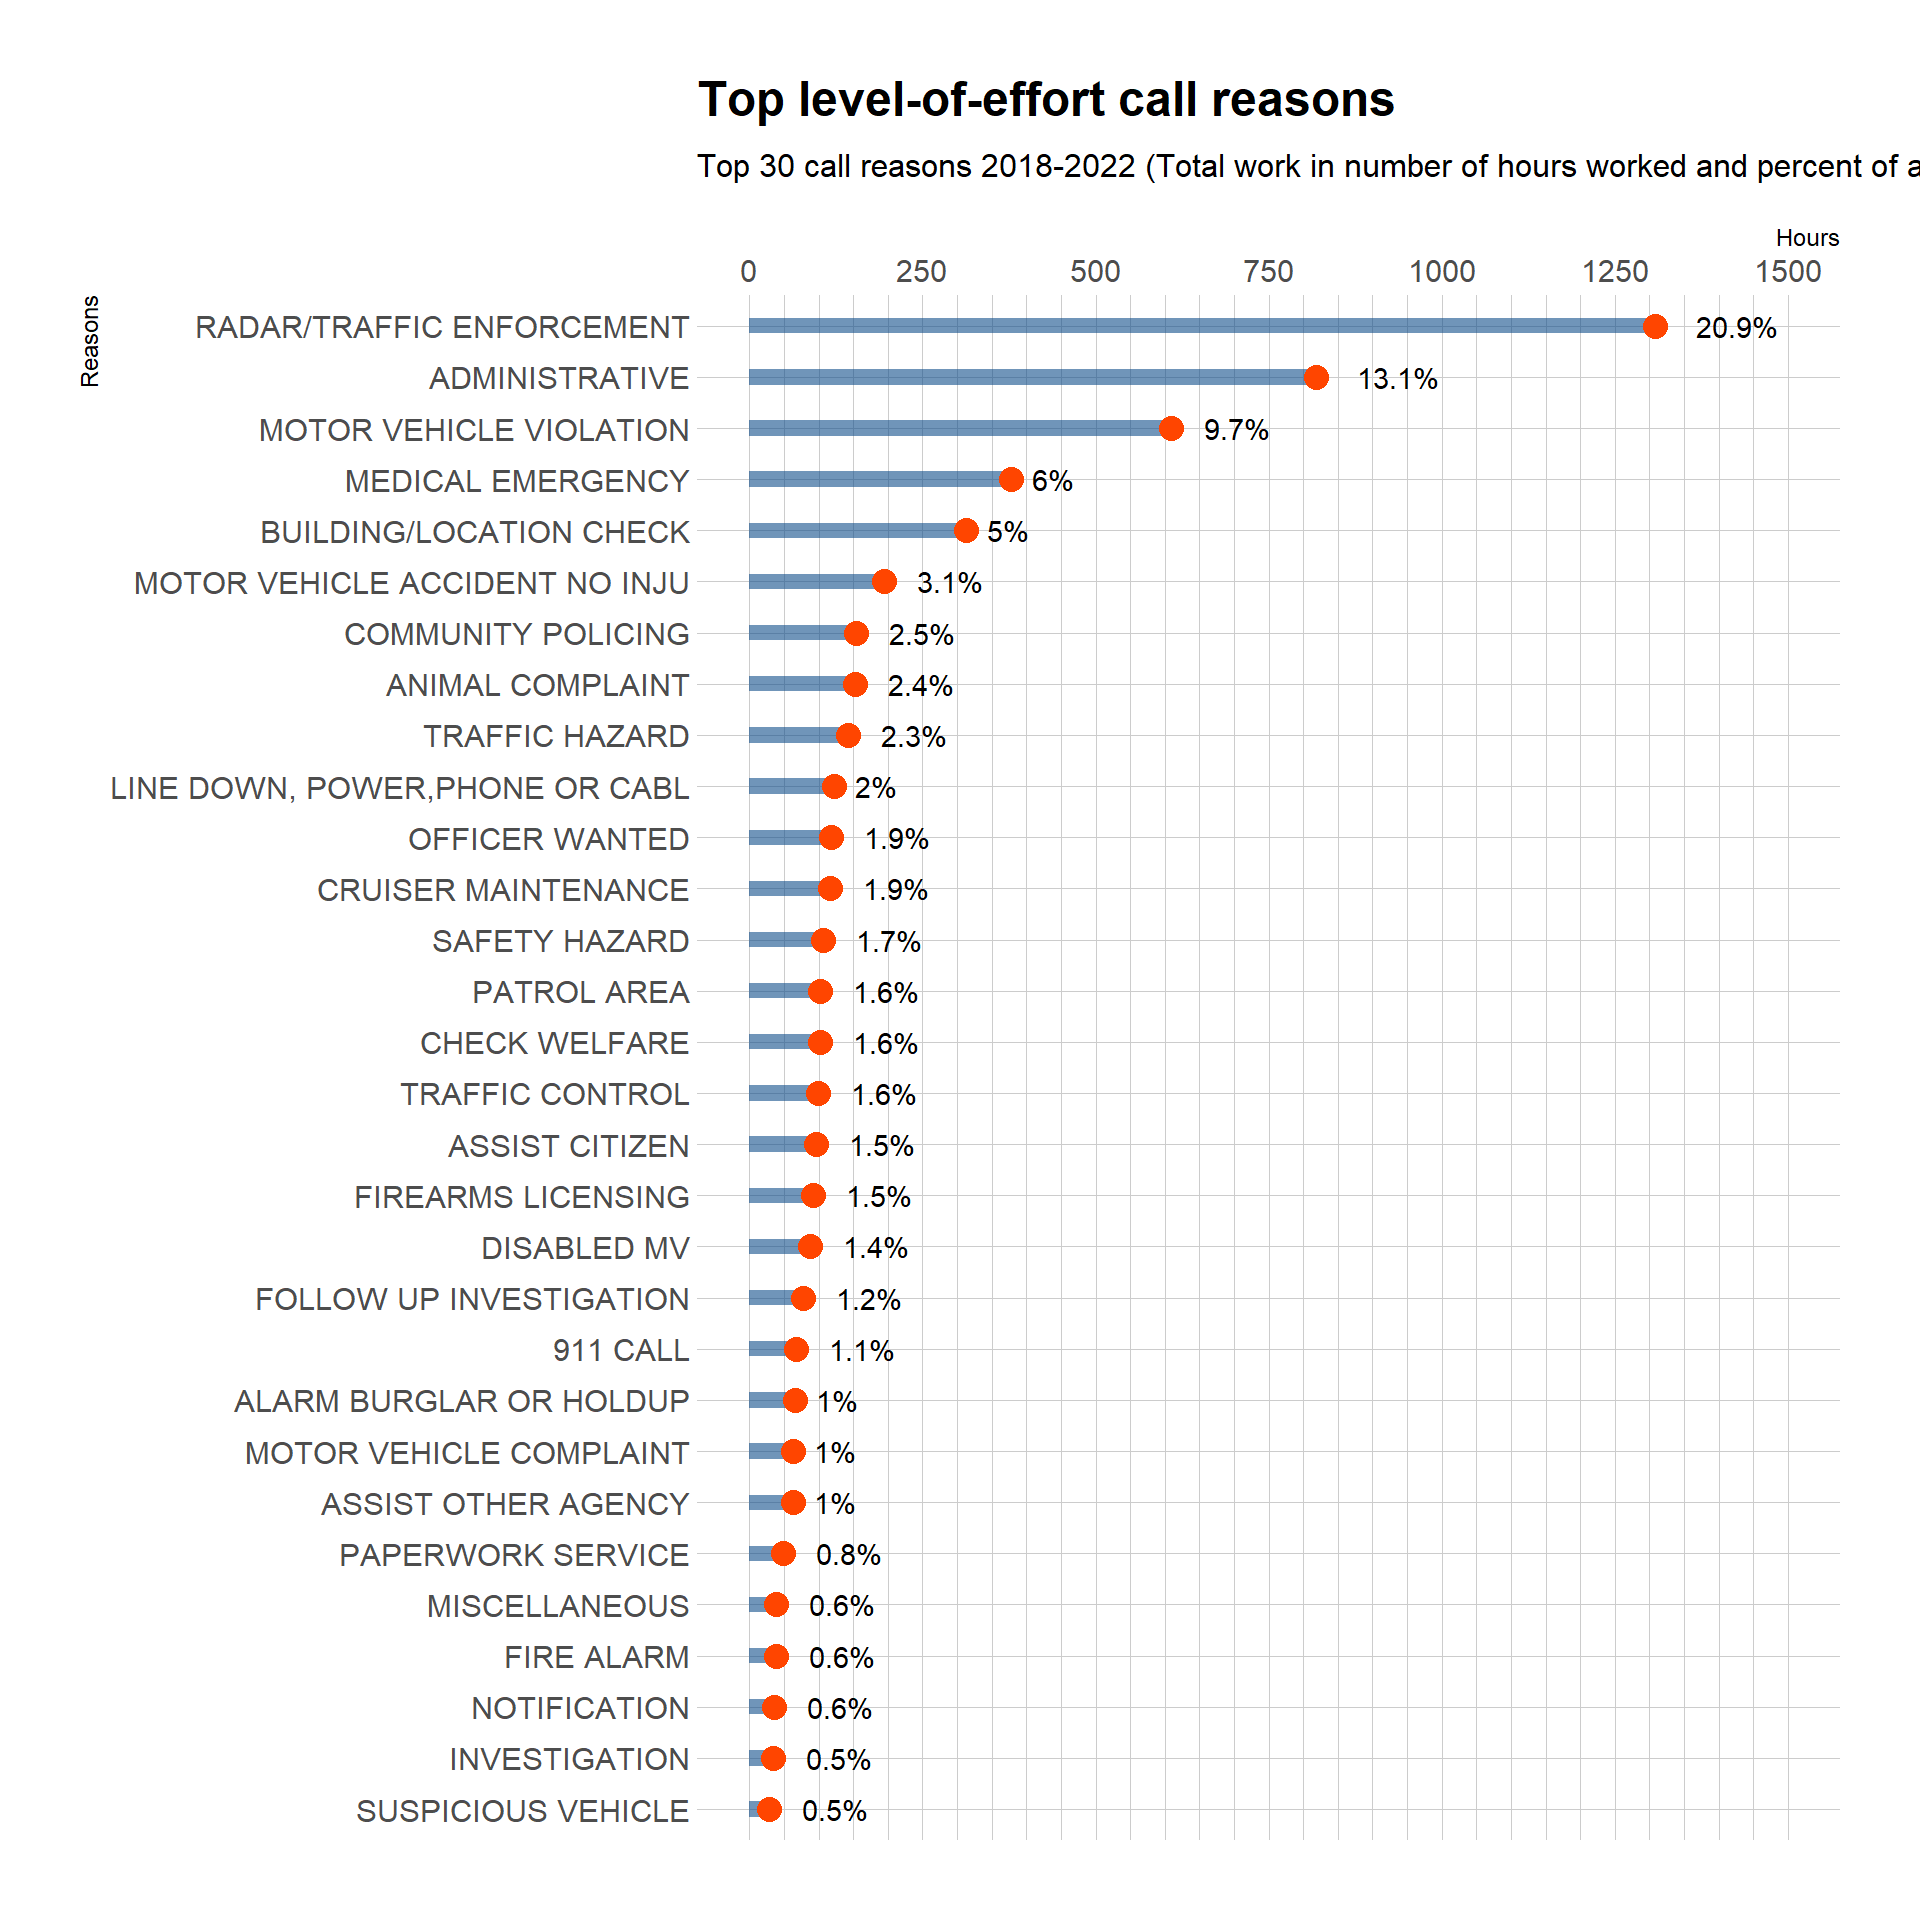 Top level-of-effort call reasons
Top 30 call reasons 2018-2022 (Total work in number of hours worked and percent of a
Hours
0 250 500 750 1000 1250 1500
Reasons
RADAR/TRAFFIC ENFORCEMENT 20.9%
ADMINISTRATIVE 13.1%
MOTOR VEHICLE VIOLATION 9.7%
MEDICAL EMERGENCY 6%
BUILDING/LOCATION CHECK 5%
MOTOR VEHICLE ACCIDENT NO INJU 3.1%
COMMUNITY POLICING 2.5%
ANIMAL COMPLAINT 2.4%
TRAFFIC HAZARD 2.3%
LINE DOWN, POWER,PHONE OR CABL 2%
OFFICER WANTED 1.9%
CRUISER MAINTENANCE 1.9%
SAFETY HAZARD 1.7%
PATROL AREA 1.6%
CHECK WELFARE 1.6%
TRAFFIC CONTROL 1.6%
ASSIST CITIZEN 1.5%
FIREARMS LICENSING 1.5%
DISABLED MV 1.4%
FOLLOW UP INVESTIGATION 1.2%
911 CALL 1.1%
ALARM BURGLAR OR HOLDUP 1%
MOTOR VEHICLE COMPLAINT 1%
ASSIST OTHER AGENCY 1%
PAPERWORK SERVICE 0.8%
MISCELLANEOUS 0.6%
FIRE ALARM 0.6%
NOTIFICATION 0.6%
INVESTIGATION 0.5%
SUSPICIOUS VEHICLE 0.5%